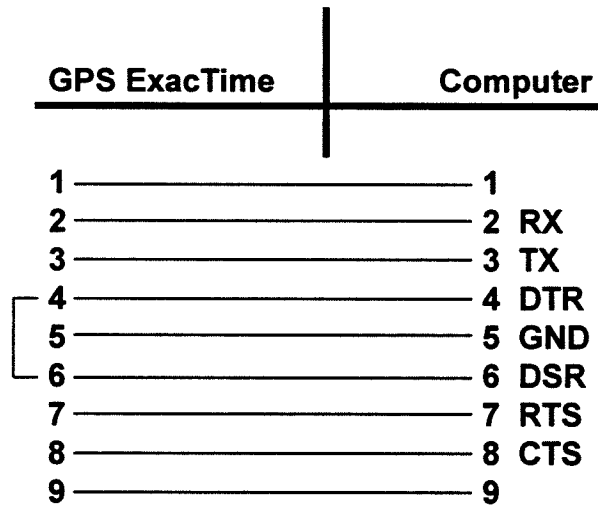 GPS ExacTime Computer
1 1
2 2 RX
3 3 TX
4 4 DTR
5 5 GND
6 6 DSR
7 7 RTS
8 8 CTS
9 9